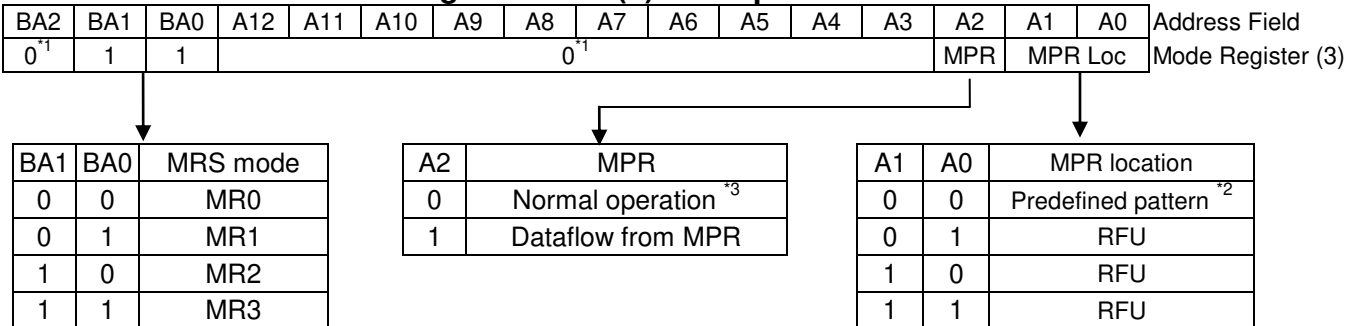 BA2 BA1 BA0 A12 A11 A10 A9 A8 A7 A6 A5 A4 A3 A2 A1 A0 Address Field
0*1 1 1 0*1 MPR MPR Loc Mode Register (3)
BA1 BA0 MRS mode A2 MPR A1 A0 MPR location
0 0 MR0 0 Normal operation *3 0 0 Predefined pattern *2
0 1 MR1 1 Dataflow from MPR 0 1 RFU
1 0 MR2 1 0 RFU
1 1 MR3 1 1 RFU